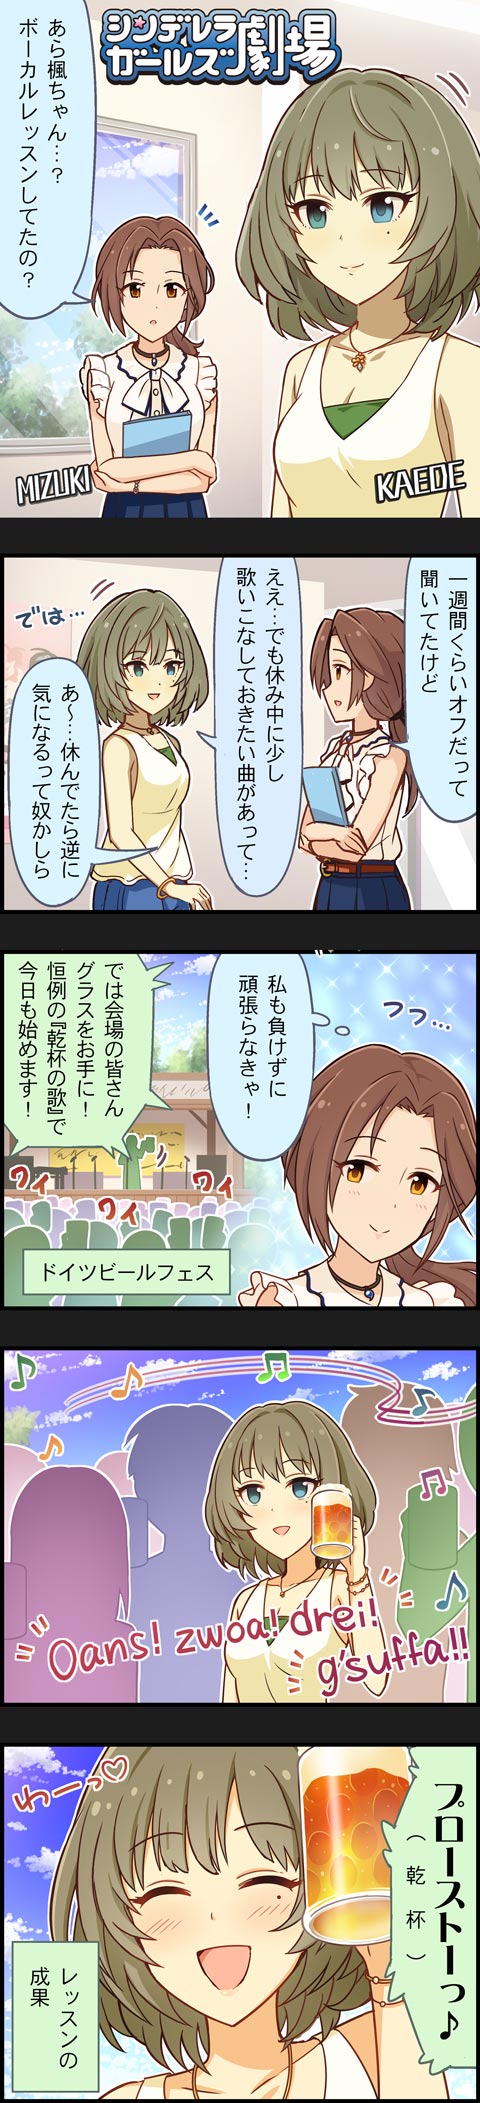 シンデレラ
ガールズ劇場
あら楓ちゃん…?
ボーカルレッスンしてたの?
MIZUKI
KAEDE
一週間くらいオフだって
聞いてたけど
ええ…でも休み中に少し
歌いこなしておきたい曲があって…
では…
あ〜…休んでたら逆に
気になるって奴かしら
フフ…
私も負けずに
頑張らなきゃ!
では会場の皆さん
グラスをお手に!
恒例の『乾杯の歌』で
今日も始めます!
ワイ
ワイ
ワイ
ドイツビールフェス
Oans! zwoa! drei!
g'suffa!!
プローストーっ♪
(乾杯)
わーっ♡
レッスンの
成果